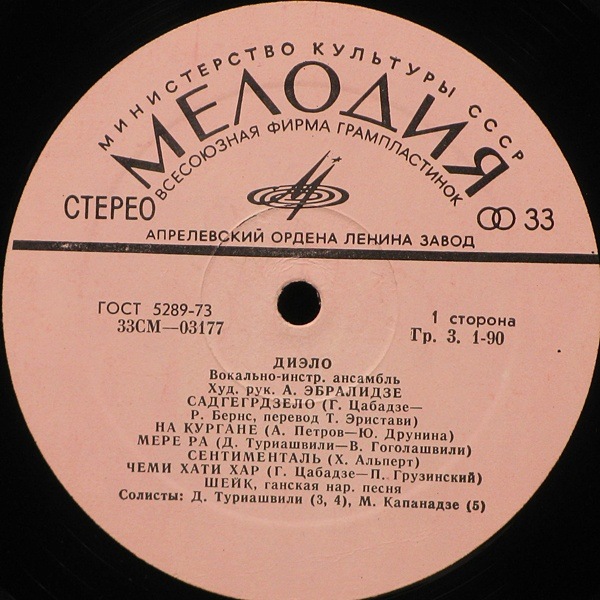 МИНИСТЕРСТВО КУЛЬТУРЫ СССР
МЕЛОДИЯ
ВСЕСОЮЗНАЯ ФИРМА ГРАМПЛАСТИНОК
СТЕРЕО
33
АПРЕЛЕВСКИЙ ОРДЕНА ЛЕНИНА ЗАВОД
ГОСТ 5289-73
33СМ—03177
1 сторона
Гр. 3. 1-90
ДИЭЛО
Вокально-инстр. ансамбль
Худ. рук. А. ЭБРАЛИДЗЕ
САДГЕГРДЗЕЛО (Г. Цабадзе—
Р. Бернс, перевод Т. Эристави)
НА КУРГАНЕ (А. Петров—Ю. Друнина)
МЕРЕ РА (Д. Туриашвили—В. Гоголашвили)
СЕНТИМЕНТАЛЬ (Х. Альперт)
ЧЕМИ ХАТИ ХАР (Г. Цабадзе—П. Грузинский)
ШЕЙК, ганская нар. песня
Солисты: Д. Туриашвили (3, 4), М. Капанадзе (5)